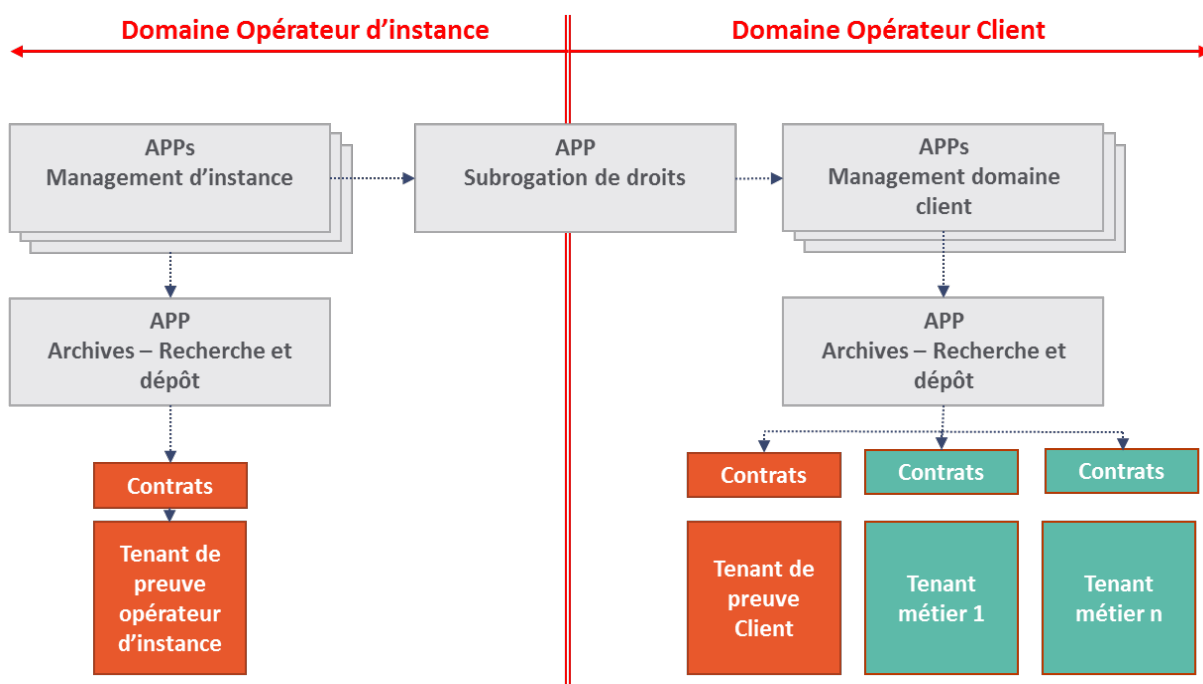 Domaine Opérateur d'instance
Domaine Opérateur Client
APPs
Management d'instance
APP
Subrogation de droits
APPs
Management domaine
client
APP
Archives – Recherche et
dépôt
APP
Archives – Recherche et
dépôt
Contrats
Contrats
Contrats
Contrats
Tenant de
preuve
opérateur
d'instance
Tenant de
preuve
Client
Tenant
métier 1
Tenant
métier n